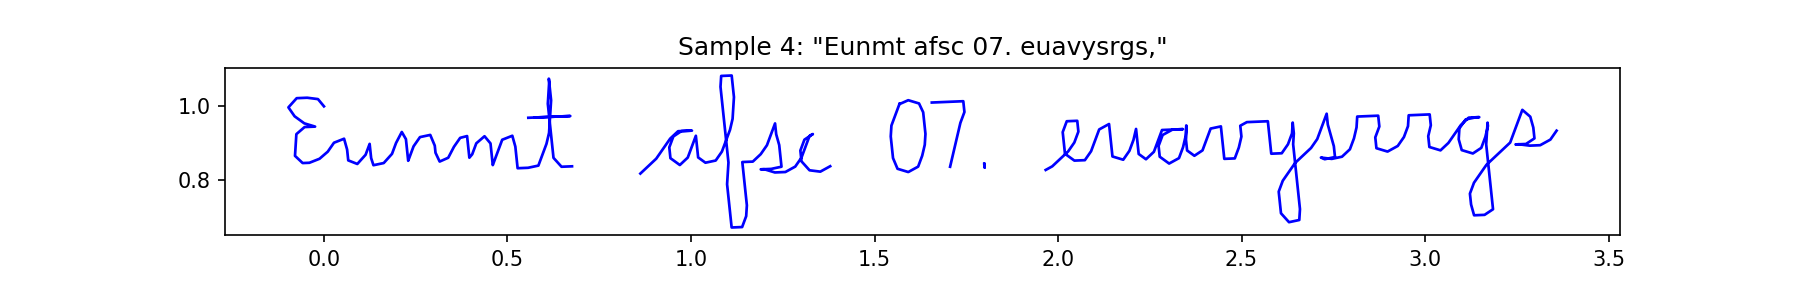 Sample 4: "Eunmt afsc 07. euavysrgs,"
1.0
0.8
Eunmt afsc 07. euavysrgs
0.0 0.5 1.0 1.5 2.0 2.5 3.0 3.5